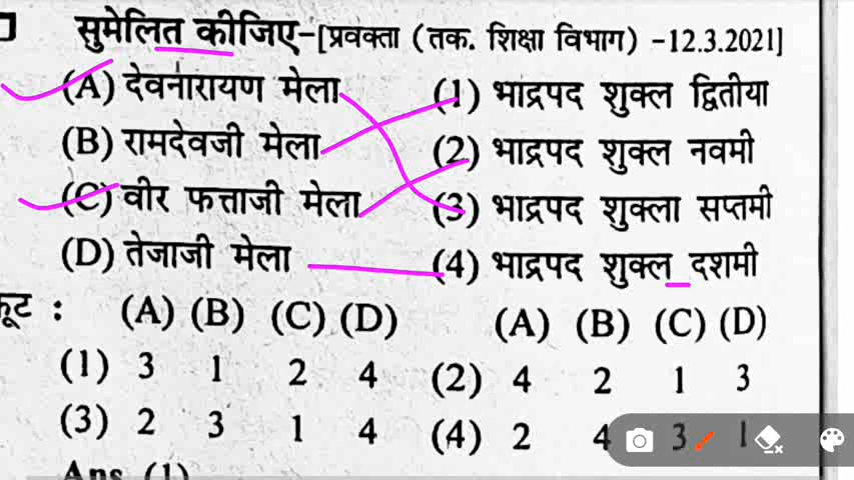 सुमेलित कीजिए-[प्रवक्ता (तक. शिक्षा विभाग) -12.3.2021]
(A) देवनारायण मेला (1) भाद्रपद शुक्ल द्वितीया
(B) रामदेवजी मेला (2) भाद्रपद शुक्ल नवमी
(C) वीर फत्ताजी मेला (3) भाद्रपद शुक्ला सप्तमी
(D) तेजाजी मेला (4) भाद्रपद शुक्ल दशमी
कूट : (A) (B) (C) (D) (A) (B) (C) (D)
(1) 3 1 2 4 (2) 4 2 1 3
(3) 2 3 1 4 (4) 2 4 3 1
Ans. (1)